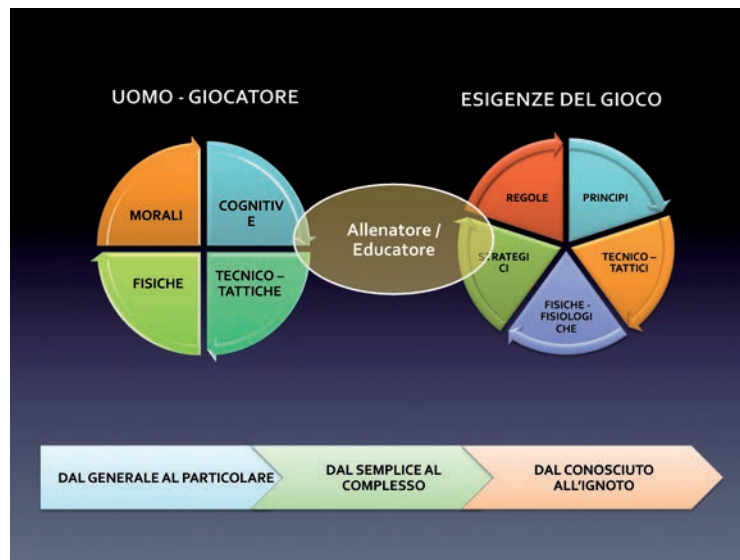 UOMO - GIOCATORE
MORALI
COGNITIV
E
FISICHE
TECNICO –
TATTICHE
Allenatore /
Educatore
ESIGENZE DEL GIOCO
REGOLE
PRINCIPI
STRATEGI
CI
TECNICO –
TATTICI
FISICHE -
FISIOLOGI
CHE
DAL GENERALE AL PARTICOLARE
DAL SEMPLICE AL
COMPLESSO
DAL CONOSCIUTO
ALL'IGNOTO